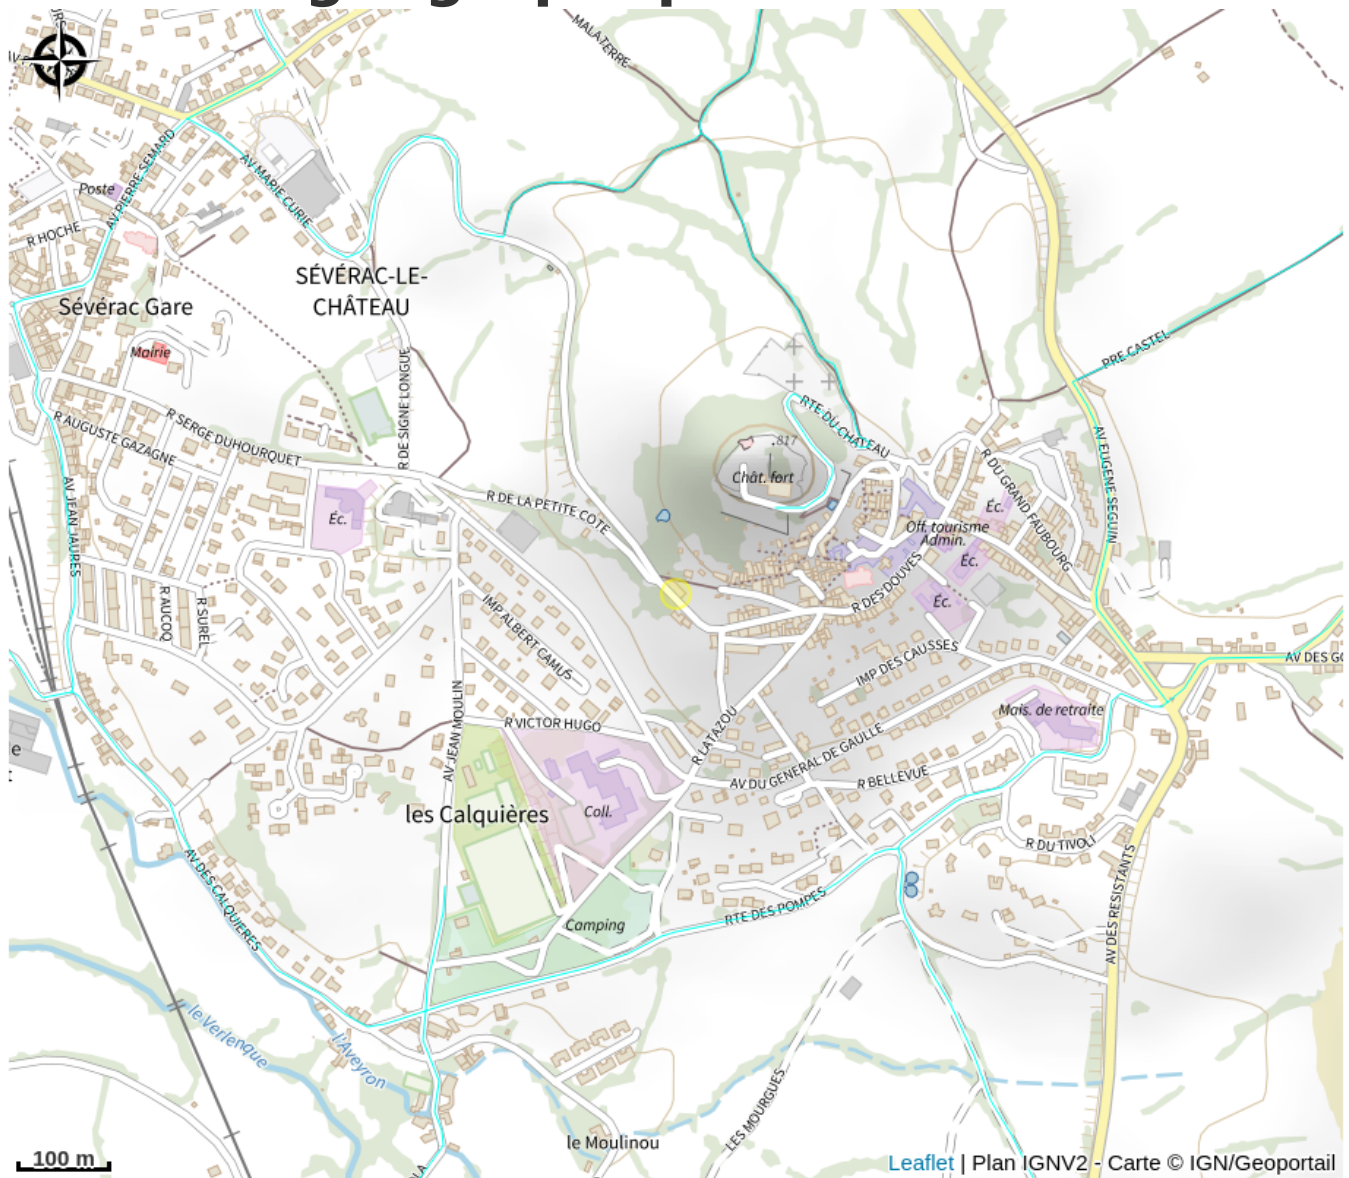 MALATERRE
AV PIERRE SEMARD
AV MARIE CURIE
Poste
R HOCHE
SÉVÉRAC-LE-
CHÂTEAU
Sévérac Gare
Mairie
PRE CASTEL
R DE SIGNE LONGUE
R AUGUSTE GAZAGNE
R SERGE DUHOURQUET
RTE DU CHATEAU
.817
Chât. fort
AV EUGENE SEGUIN
R DU GRAND FAUBOURG
AV JEAN JAURES
Éc.
R DE LA PETITE COTE
Éc.
Off. tourisme
Admin.
Éc.
Éc.
R DES DOUVES
R AUCOQ
R SUREL
IMP ALBERT CAMUS
IMP DES CAUSSES
AV JEAN MOULIN
R VICTOR HUGO
R LATAZOU
Mais. de retraite
AV DU GENERAL DE GAULLE
R BELLEVUE
les Calquières
Coll.
R DU TIVOLI
AV DES CALQUIERES
Camping
RTE DES POMPES
AV DES RESISTANTS
le Verlenque
l'Aveyron
LES MOURGUES
le Moulinou
100 m
Leaflet | Plan IGNV2 - Carte © IGN/Geoportail